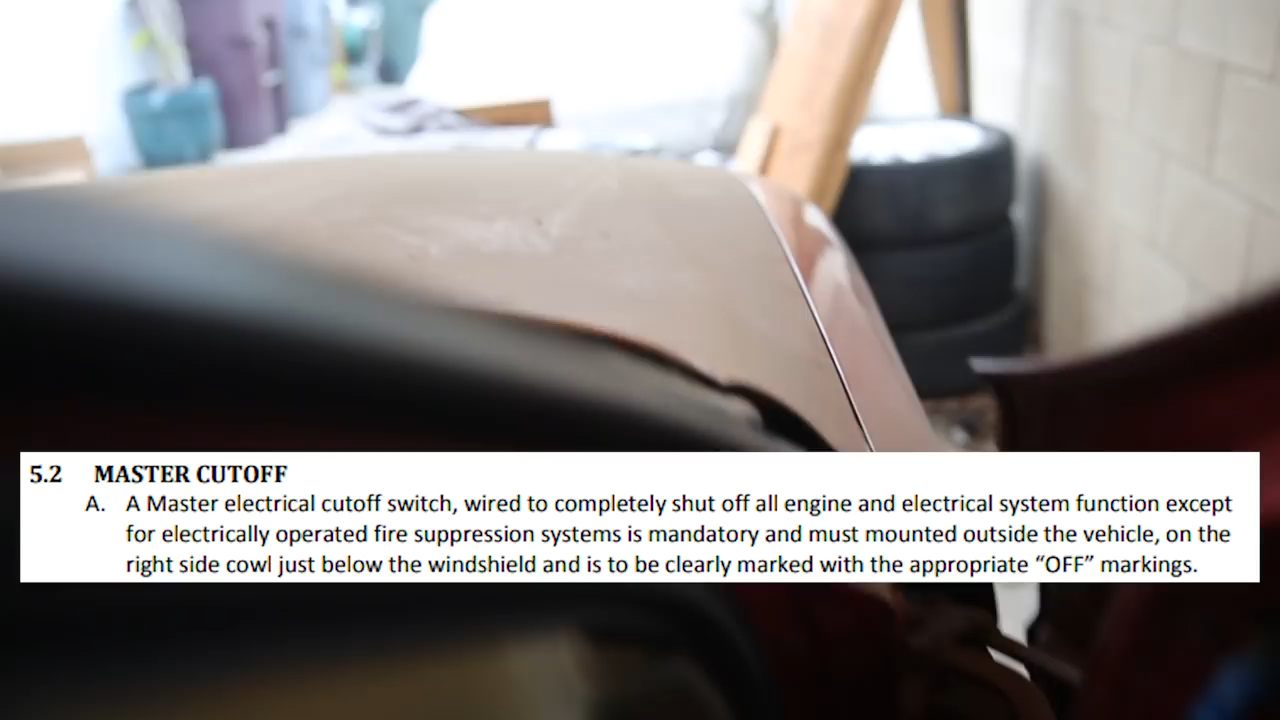 5.2 MASTER CUTOFF
A. A Master electrical cutoff switch, wired to completely shut off all engine and electrical system function except
for electrically operated fire suppression systems is mandatory and must mounted outside the vehicle, on the
right side cowl just below the windshield and is to be clearly marked with the appropriate “OFF” markings.